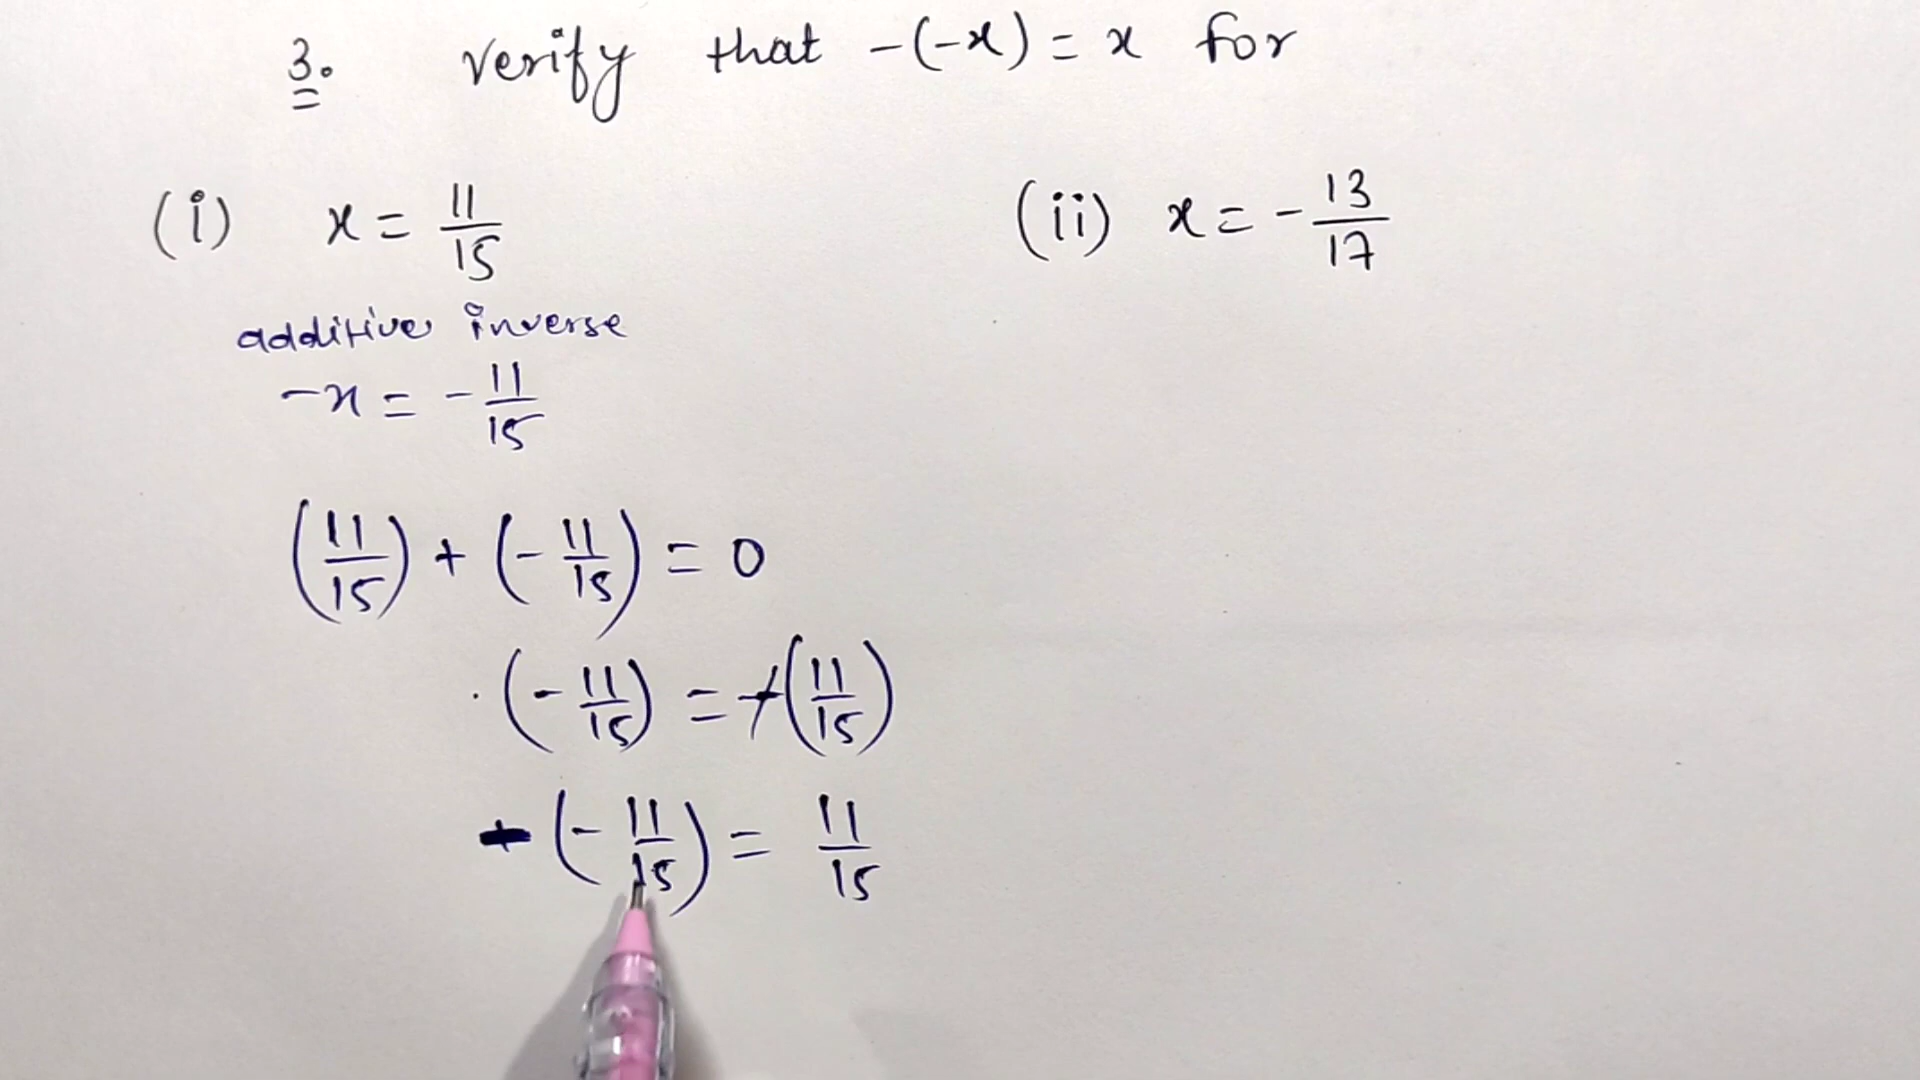 3. verify that -(-x) = x for
(i) x = 11/15
(ii) x = -13/17
additive inverse
-x = -11/15
(11/15) + (-11/15) = 0
(-11/15) = -(11/15)
-(-11/15) = 11/15